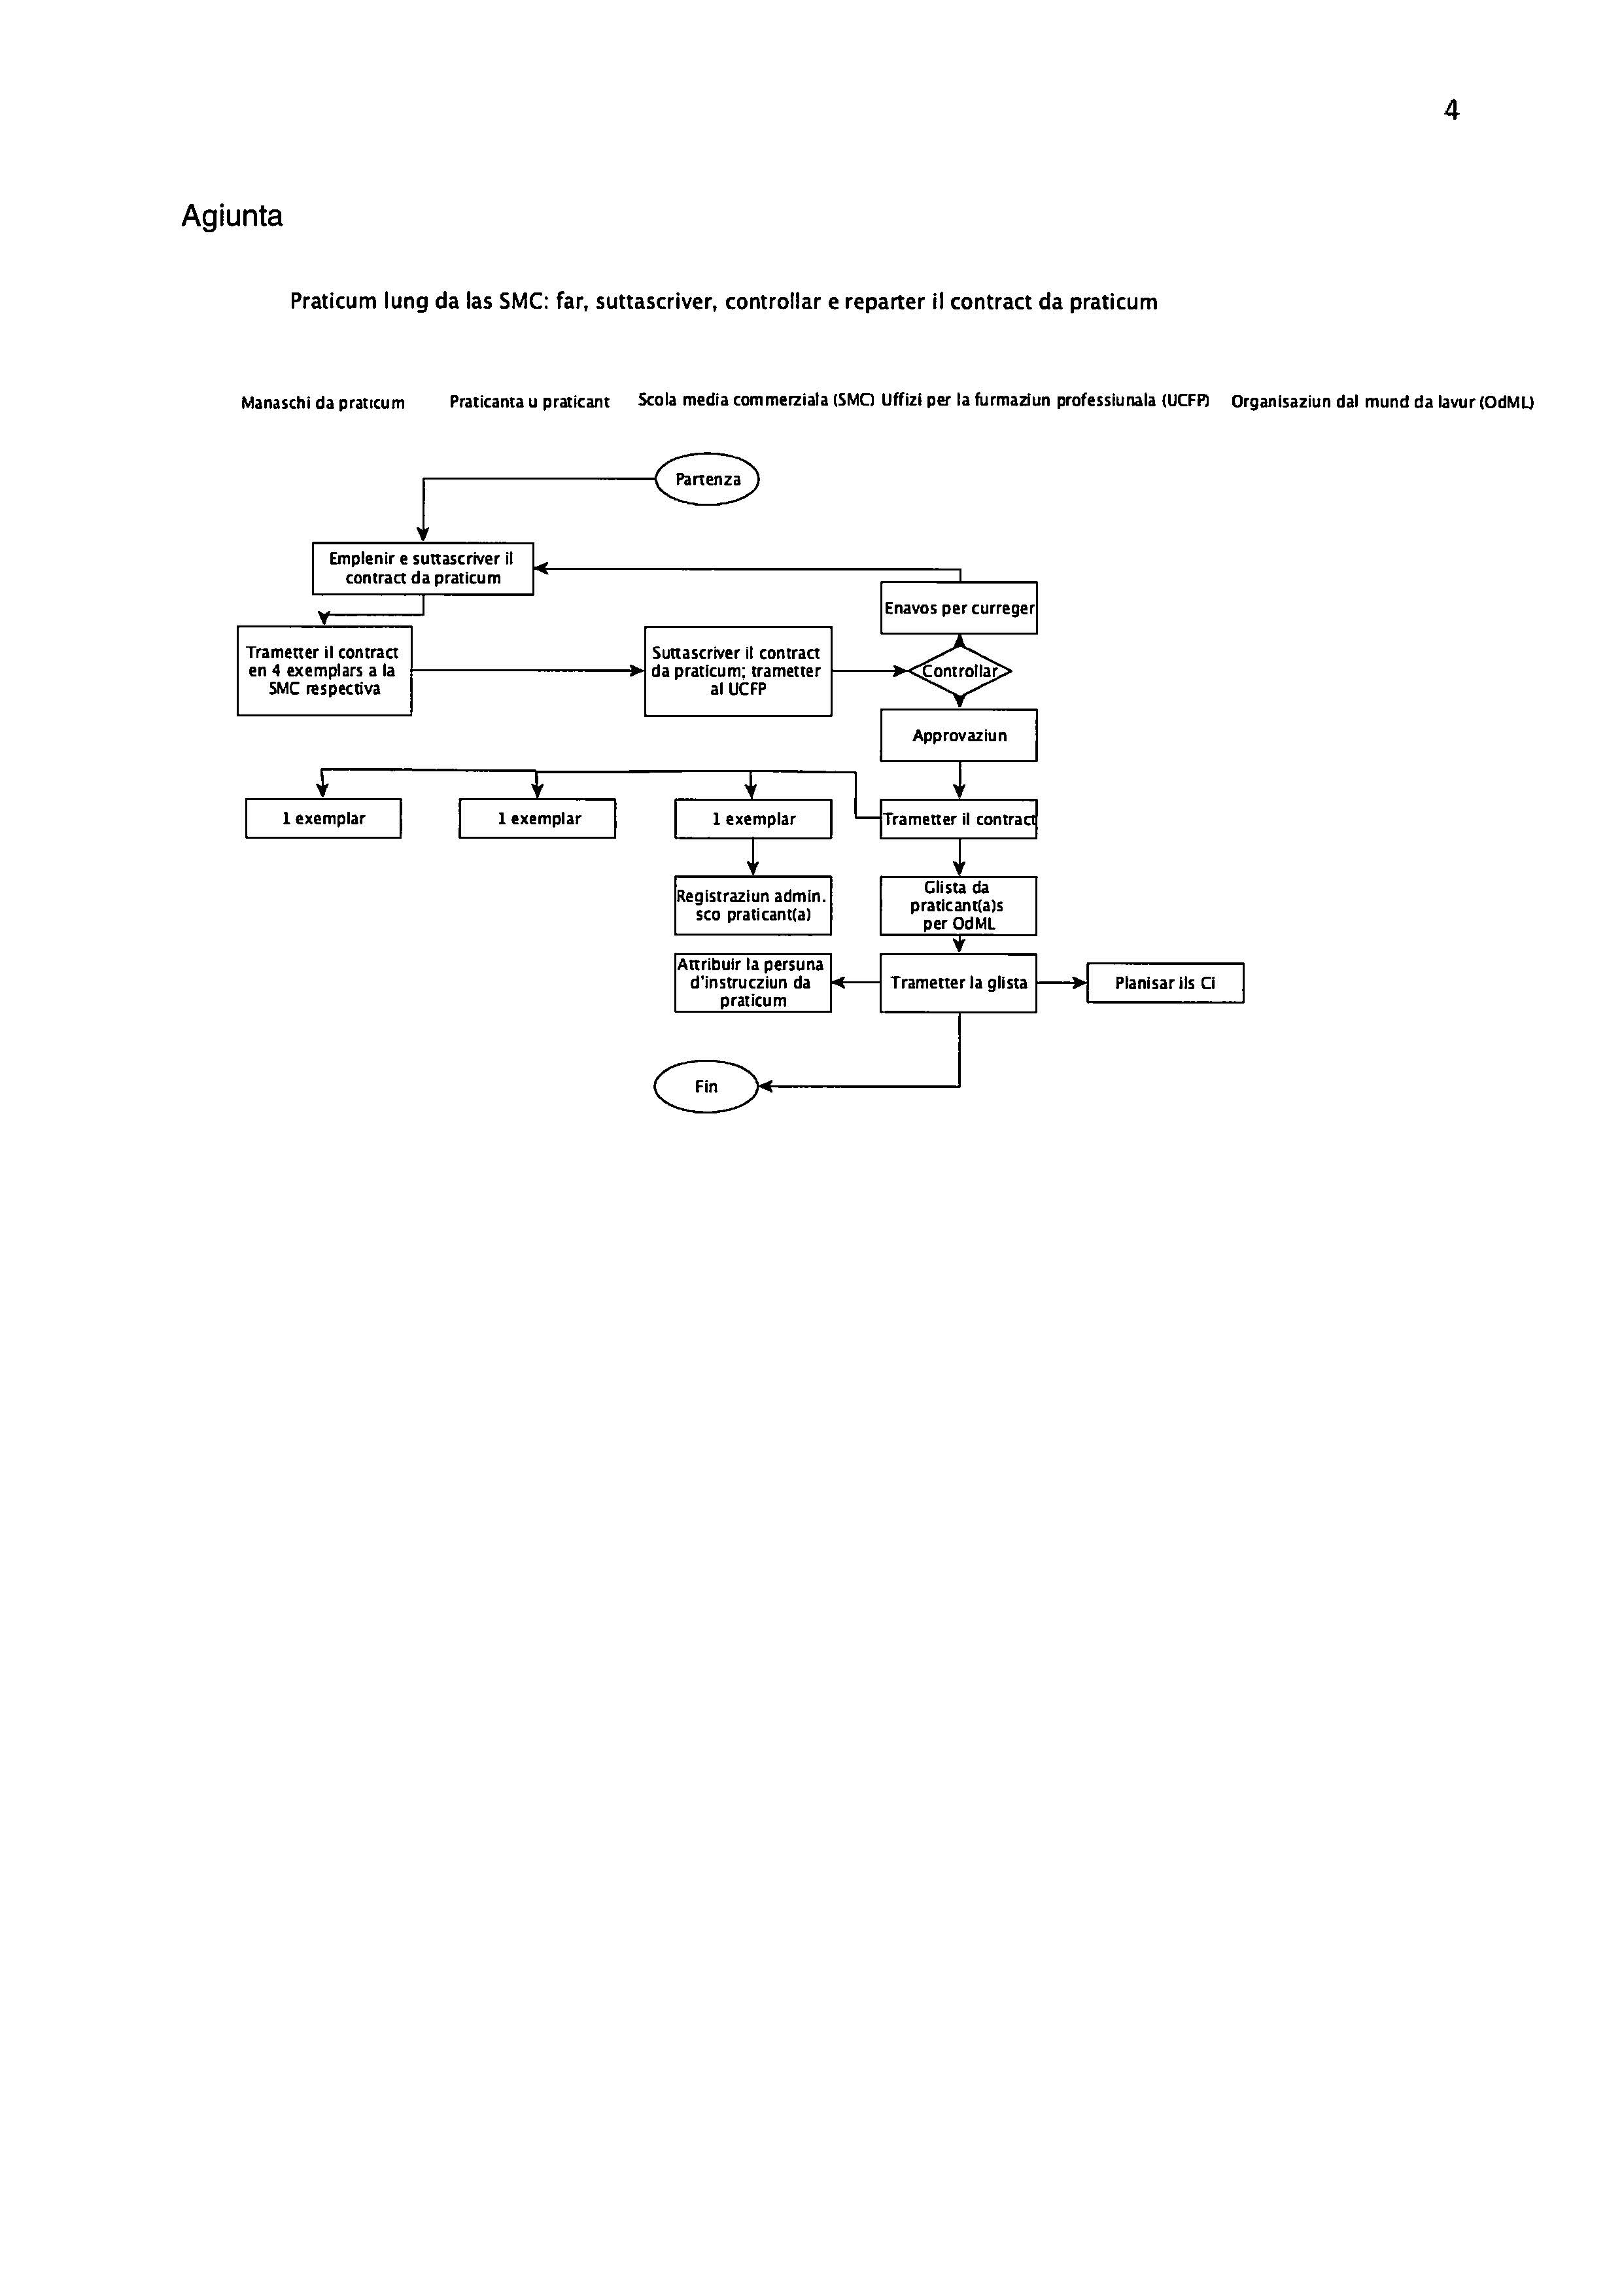 4
Agiunta
Praticum lung da las SMC: far, suttascriver, controllar e reparter il contract da praticum
Manaschi da praticum
Praticanta u praticant
Scola media commerziala (SMC)
Uffizi per la furmaziun professiunala (UCFP)
Organisaziun dal mund da lavur (OdML)
Partenza
Emplenir e suttascriver il
contract da praticum
Enavos per curreger
Trametter il contract
en 4 exemplars a la
SMC respectiva
Suttascriver il contract
da praticum; trametter
al UCFP
Controllar
Approvaziun
1 exemplar
1 exemplar
1 exemplar
Trametter il contract
Registraziun admin.
sco praticant(a)
Glista da
praticant(a)s
per OdML
Attribuir la persuna
d'instrucziun da
praticum
Trametter la glista
Planisar ils CI
Fin